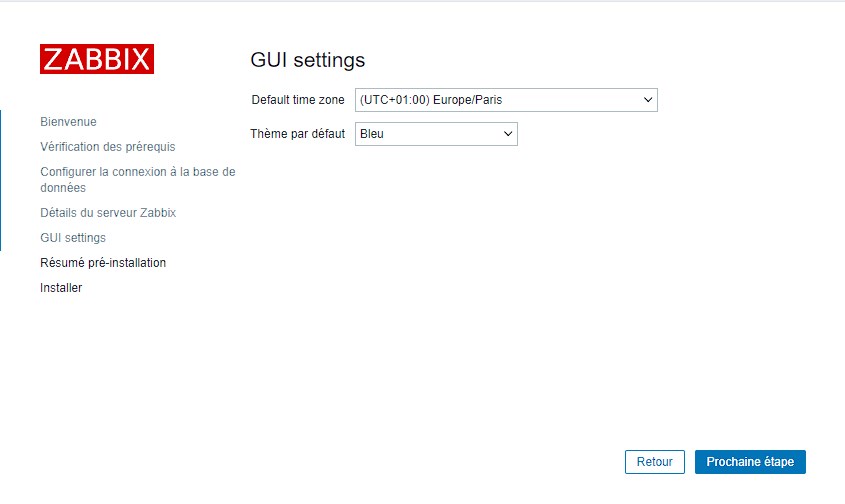 ZABBIX
GUI settings
Default time zone (UTC+01:00) Europe/Paris
Thème par défaut Bleu
Bienvenue
Vérification des prérequis
Configurer la connexion à la base de
données
Détails du serveur Zabbix
GUI settings
Résumé pré-installation
Installer
Retour Prochaine étape